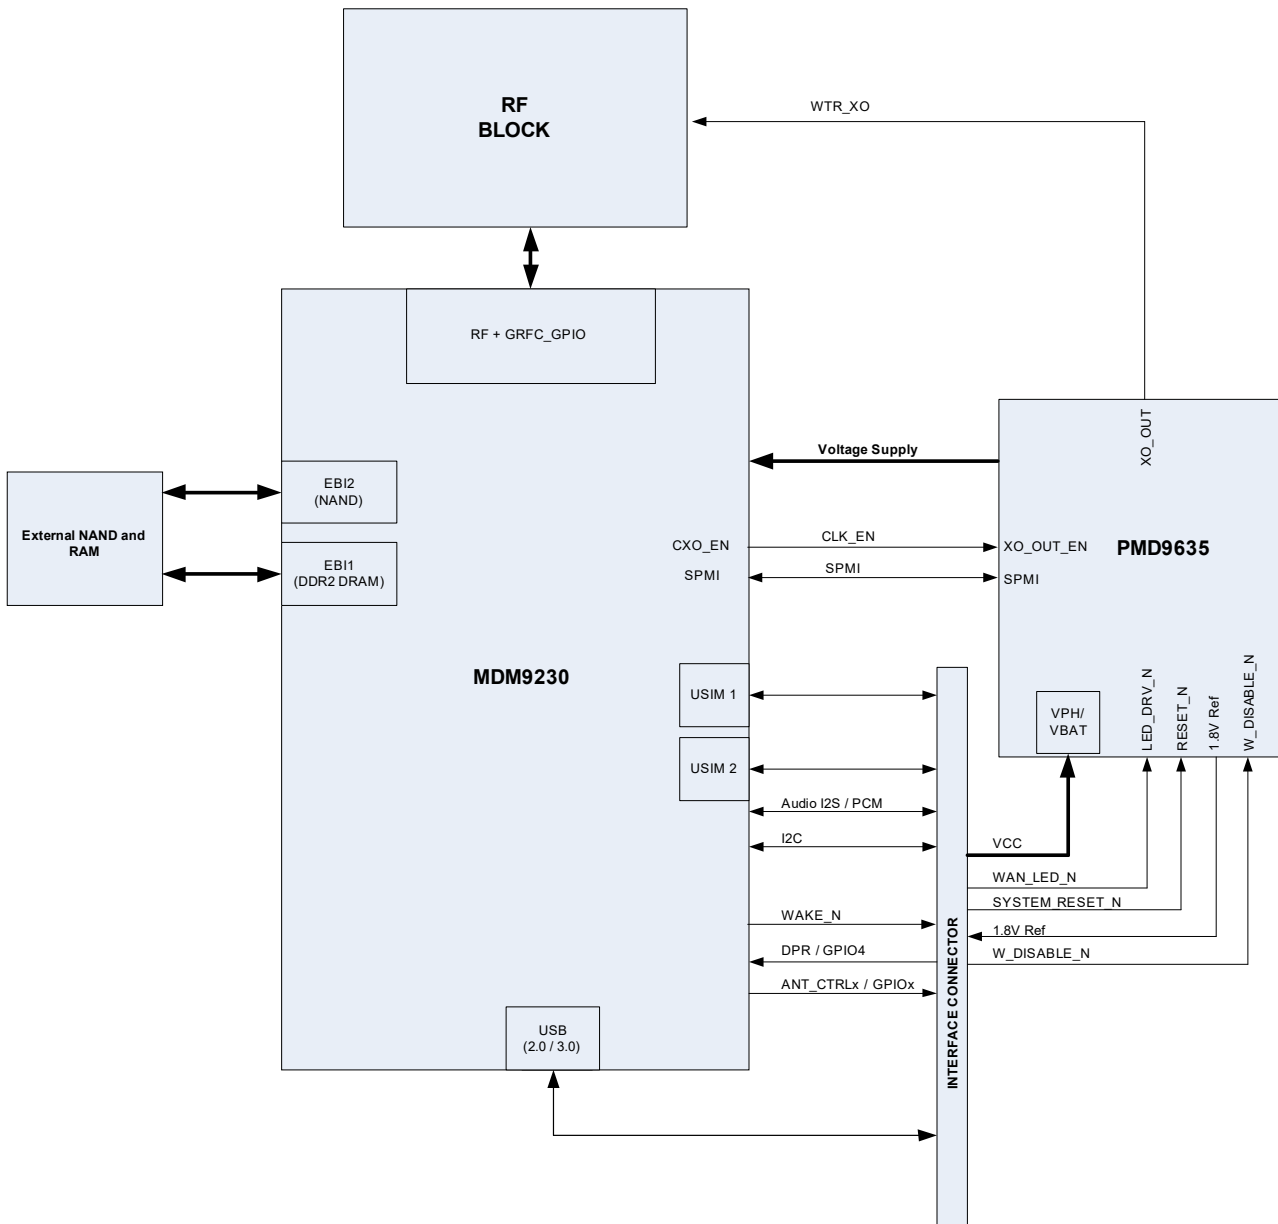 RF
BLOCK
WTR_XO
RF + GRFC_GPIO
XO_OUT
Voltage Supply
EBI2
(NAND)
External NAND and
RAM
EBI1
(DDR2 DRAM)
CXO_EN
CLK_EN
XO_OUT_EN
PMD9635
SPMI
SPMI
SPMI
MDM9230
USIM 1
USIM 2
VPH/
VBAT
LED_DRV_N
RESET_N
1.8V Ref
W_DISABLE_N
Audio I2S / PCM
I2C
VCC
WAN_LED_N
SYSTEM_RESET_N
WAKE_N
1.8V Ref
DPR / GPIO4
W_DISABLE_N
ANT_CTRLx / GPIOx
INTERFACE CONNECTOR
USB
(2.0 / 3.0)